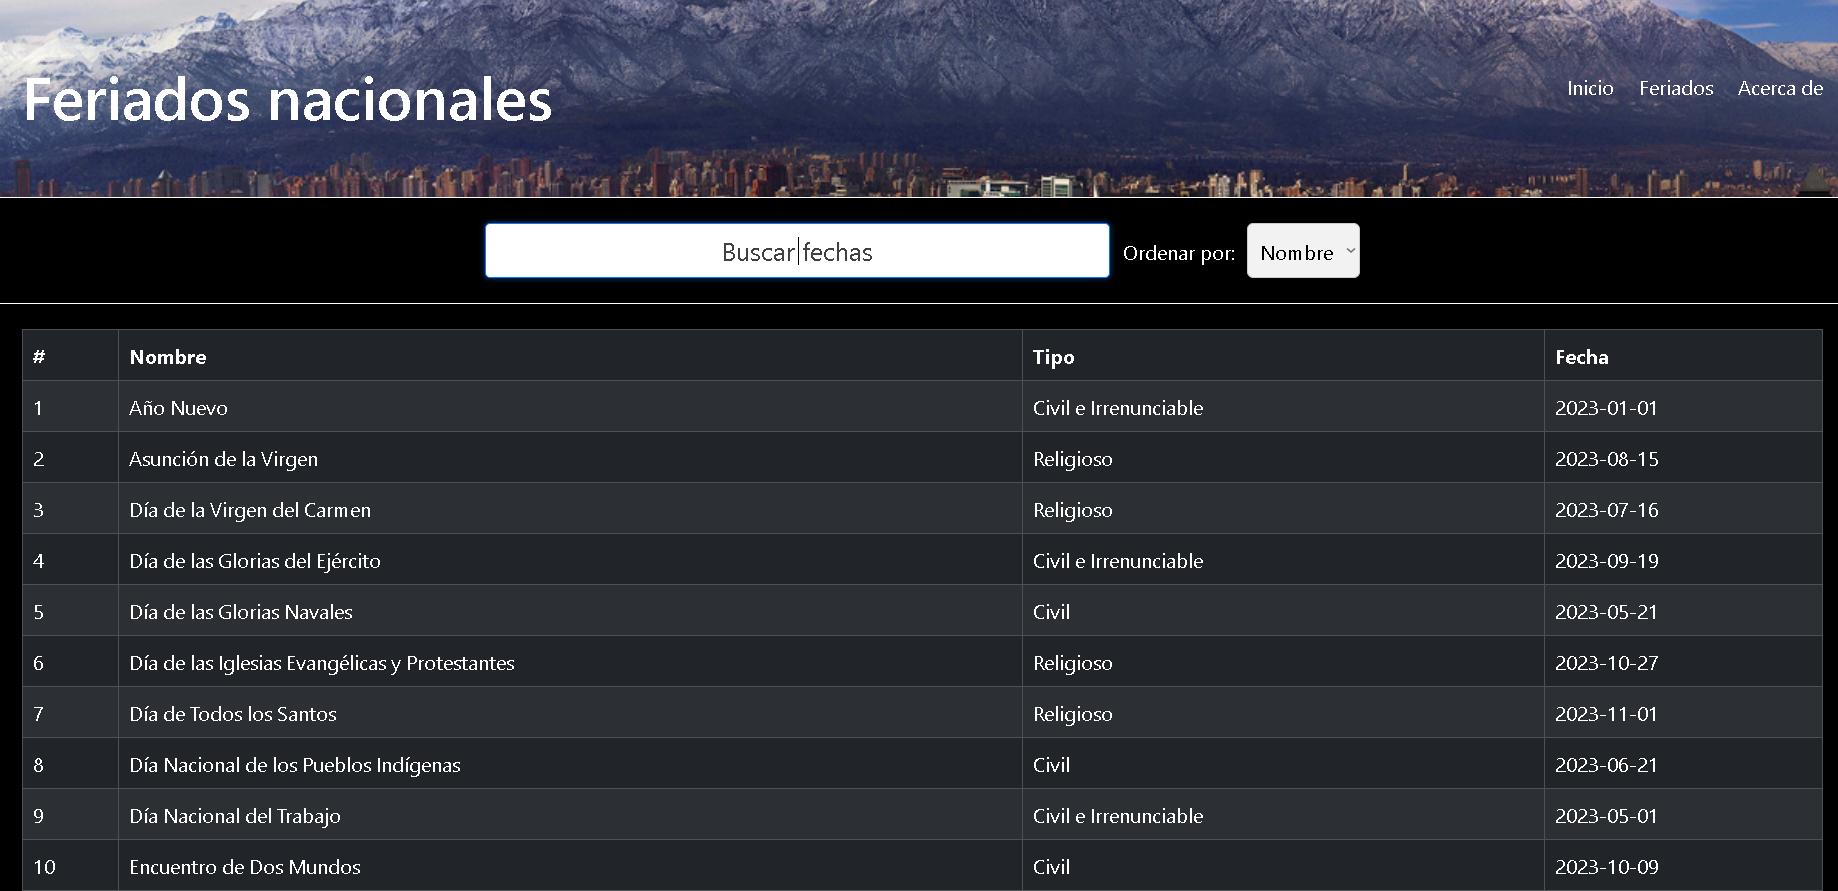 Feriados nacionales
Inicio Feriados Acerca de
Buscar fechas Ordenar por: Nombre
# Nombre Tipo Fecha
1 Año Nuevo Civil e Irrenunciable 2023-01-01
2 Asunción de la Virgen Religioso 2023-08-15
3 Día de la Virgen del Carmen Religioso 2023-07-16
4 Día de las Glorias del Ejército Civil e Irrenunciable 2023-09-19
5 Día de las Glorias Navales Civil 2023-05-21
6 Día de las Iglesias Evangélicas y Protestantes Religioso 2023-10-27
7 Día de Todos los Santos Religioso 2023-11-01
8 Día Nacional de los Pueblos Indígenas Civil 2023-06-21
9 Día Nacional del Trabajo Civil e Irrenunciable 2023-05-01
10 Encuentro de Dos Mundos Civil 2023-10-09